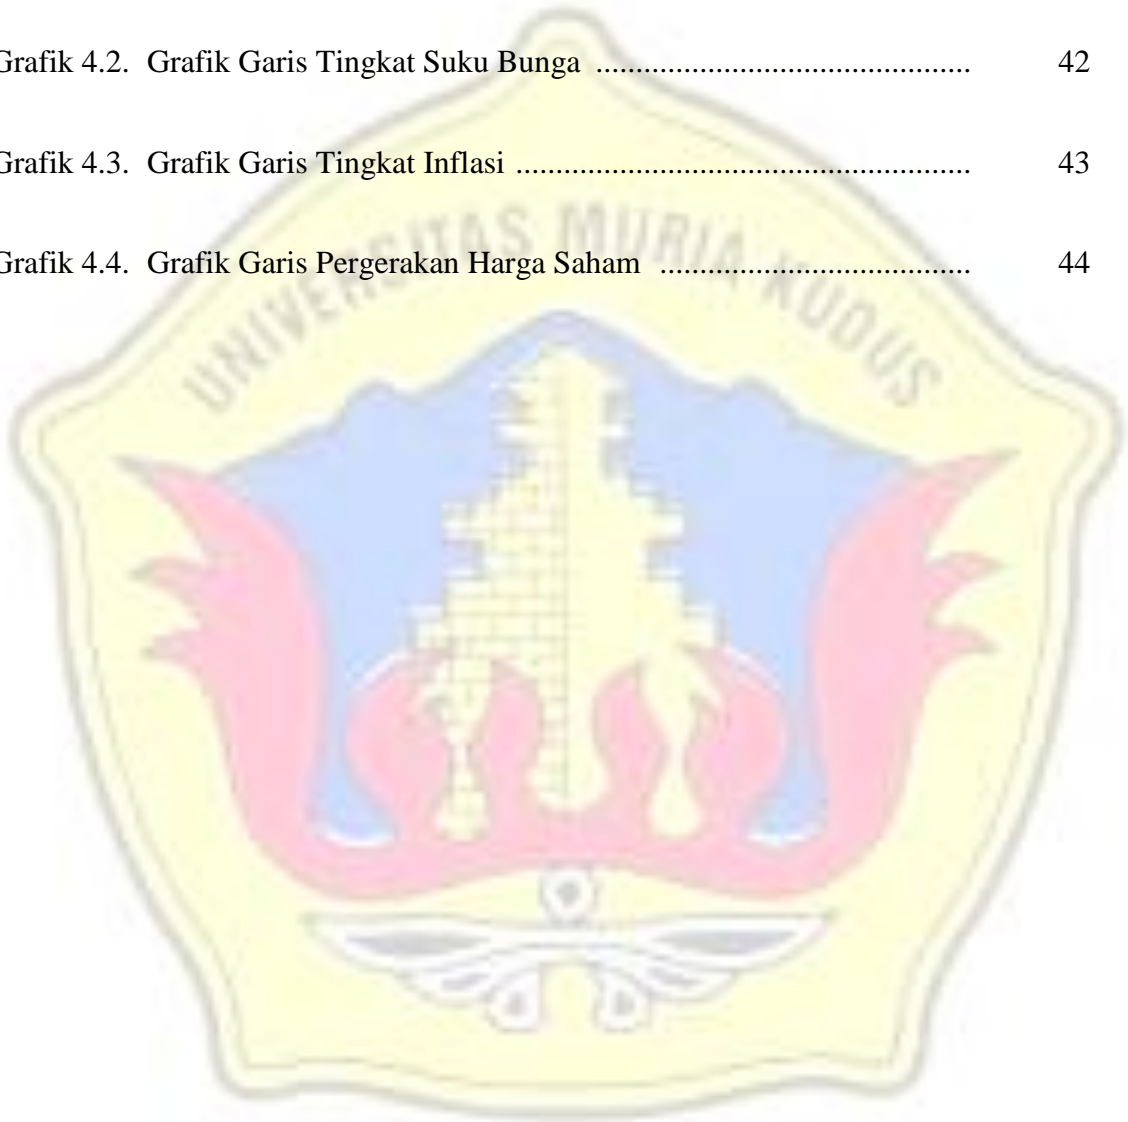 Grafik 4.2. Grafik Garis Tingkat Suku Bunga ............................................... 42
Grafik 4.3. Grafik Garis Tingkat Inflasi ......................................................... 43
Grafik 4.4. Grafik Garis Pergerakan Harga Saham ....................................... 44
UNIVERSITAS MURIA KUDUS